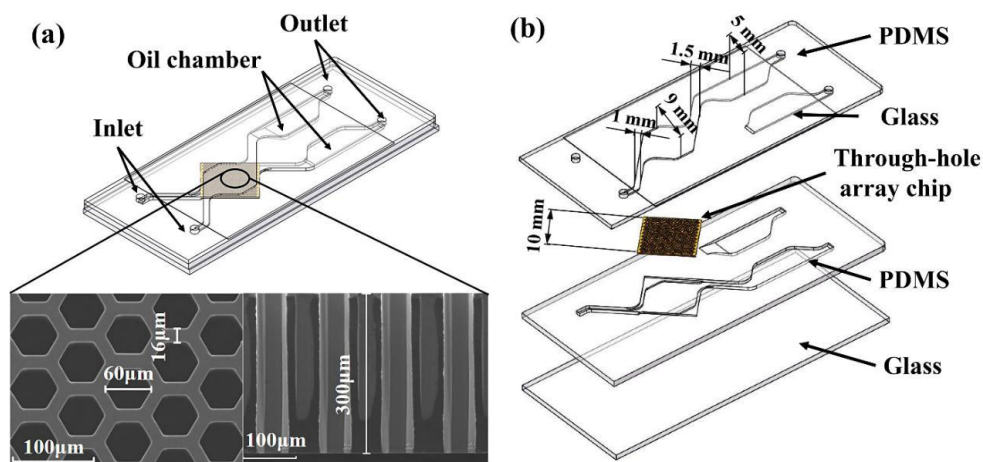 (a)
Outlet
Oil chamber
Inlet
16μm
60μm
100μm
300μm
100μm
(b)
5 mm
PDMS
1.5 mm
9 mm
Glass
1 mm
Through-hole
array chip
10 mm
PDMS
Glass